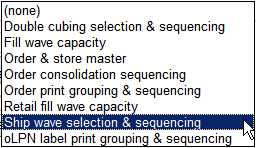 (none)
Double cubing selection & sequencing
Fill wave capacity
Order & store master
Order consolidation sequencing
Order print grouping & sequencing
Retail fill wave capacity
Ship wave selection & sequencing
oLPN label print grouping & sequencing